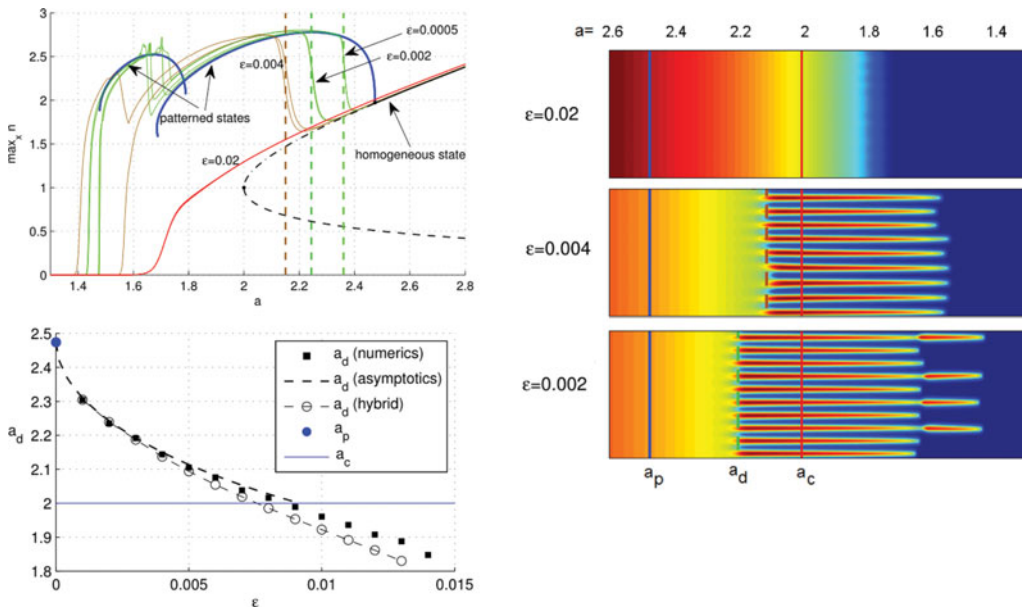 3
2.5
2
1.5
1
0.5
0
max_x n
1.4 1.6 1.8 2 2.2 2.4 2.6 2.8
a
patterned states
ε=0.02
ε=0.004
ε=0.0005
ε=0.002
homogeneous state
2.5
2.4
2.3
2.2
2.1
2
1.9
1.8
a_d
0 0.005 0.01 0.015
ε
a_d (numerics)
a_d (asymptotics)
a_d (hybrid)
a_p
a_c
a= 2.6 2.4 2.2 2 1.8 1.6 1.4
ε=0.02
ε=0.004
ε=0.002
a_p a_d a_c